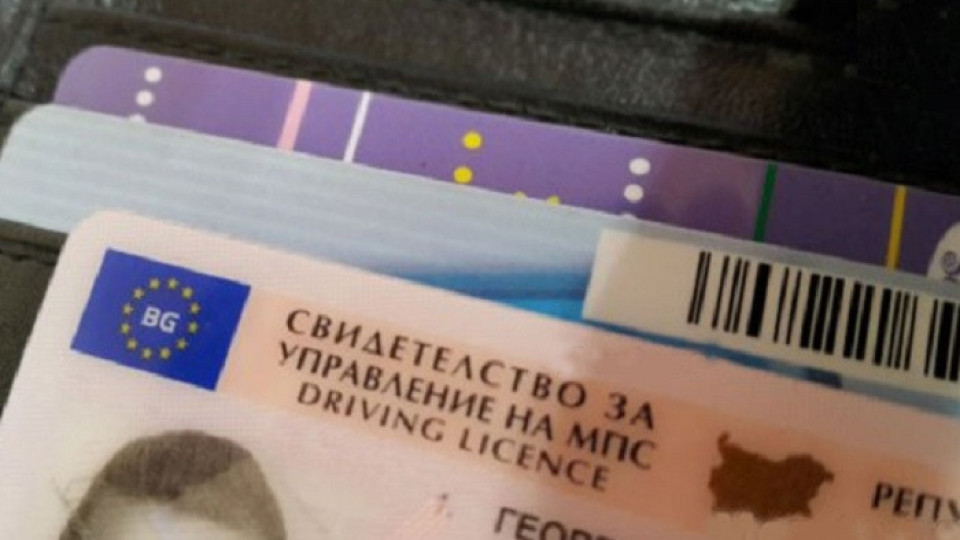 BG
СВИДЕТЕЛСТВО ЗА
УПРАВЛЕНИЕ НА МПС
DRIVING LICENCE